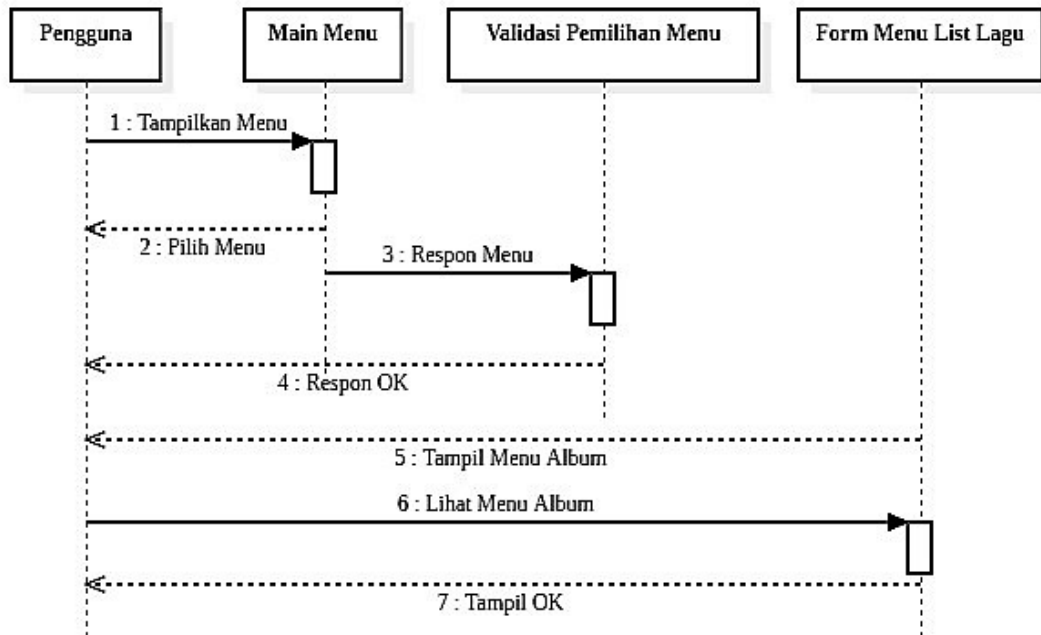 Pengguna
Main Menu
Validasi Pemilihan Menu
Form Menu List Lagu
1 : Tampilkan Menu
2 : Pilih Menu
3 : Respon Menu
4 : Respon OK
5 : Tampil Menu Album
6 : Lihat Menu Album
7 : Tampil OK